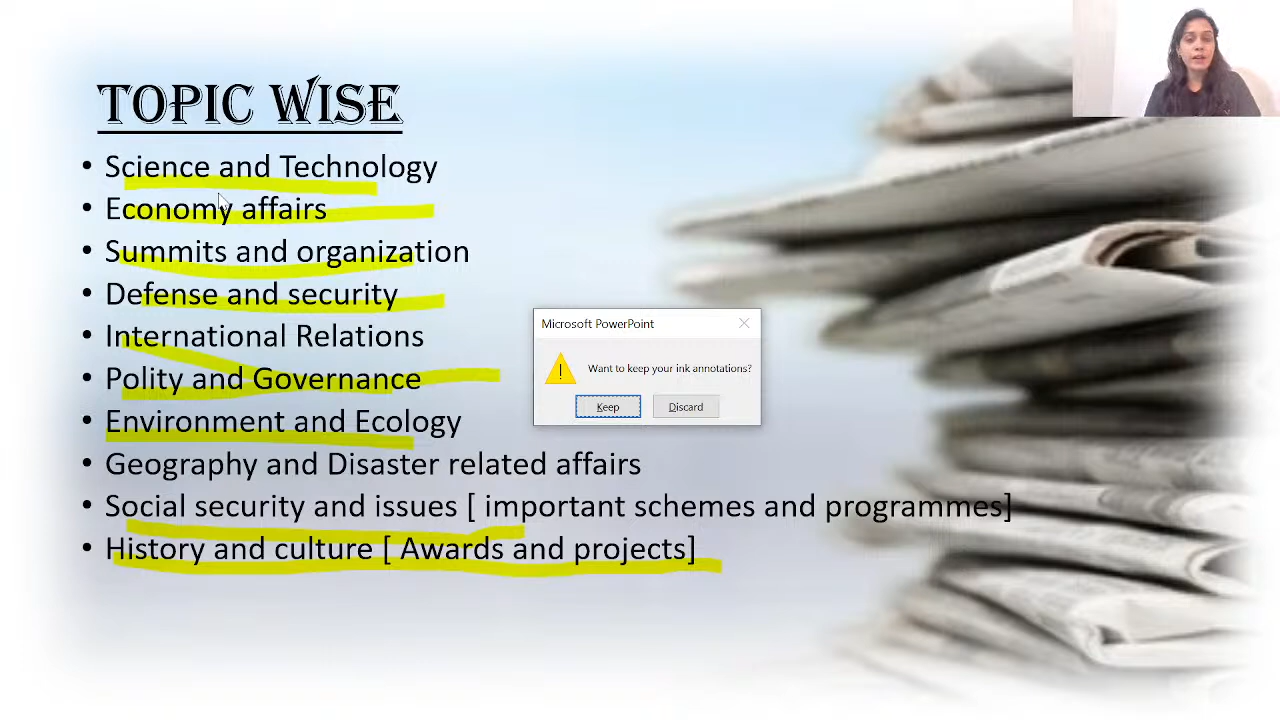 TOPIC WISE
• Science and Technology
• Economy affairs
• Summits and organization
• Defense and security
• International Relations
• Polity and Governance
• Environment and Ecology
• Geography and Disaster related affairs
• Social security and issues [ important schemes and programmes]
• History and culture [ Awards and projects]
Microsoft PowerPoint
Want to keep your ink annotations?
Keep
Discard